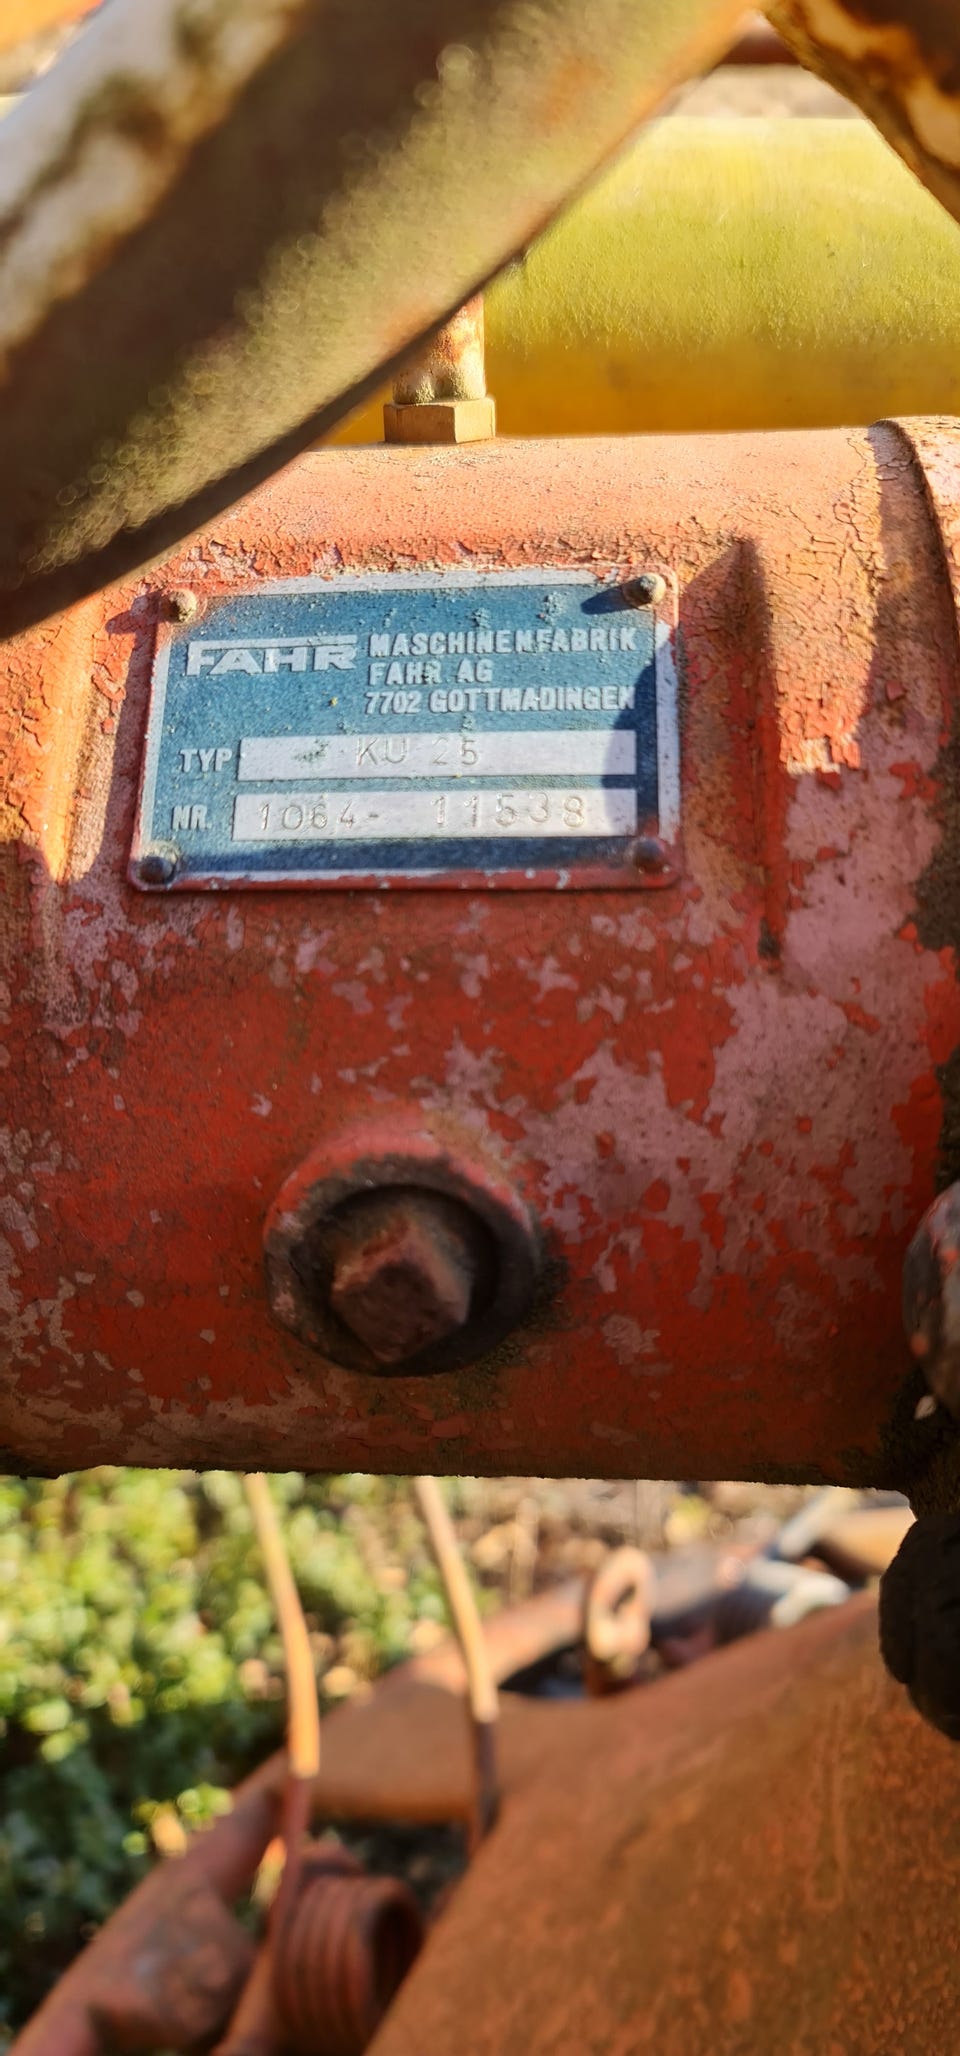 FAHR MASCHINENFABRIK
FAHR AG
7702 GOTTMADINGEN
TYP KU 25
NR. 1064- 11538